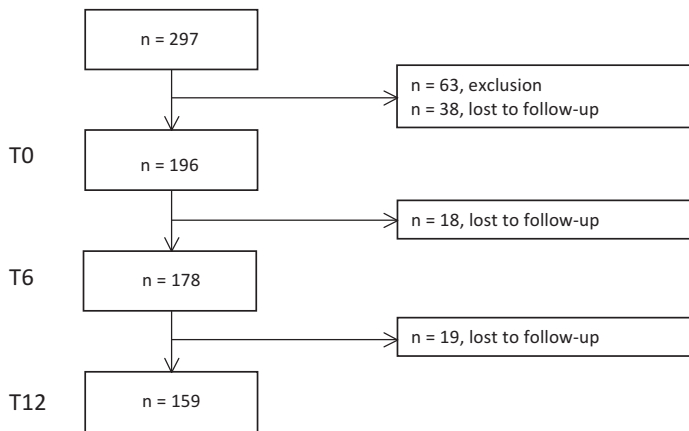 n = 297
n = 63, exclusion
n = 38, lost to follow-up
T0
n = 196
n = 18, lost to follow-up
T6
n = 178
n = 19, lost to follow-up
T12
n = 159